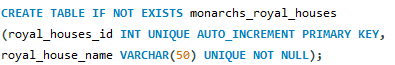 CREATE TABLE IF NOT EXISTS monarchs_royal_houses
(royal_houses_id INT UNIQUE AUTO_INCREMENT PRIMARY KEY,
royal_house_name VARCHAR(50) UNIQUE NOT NULL);